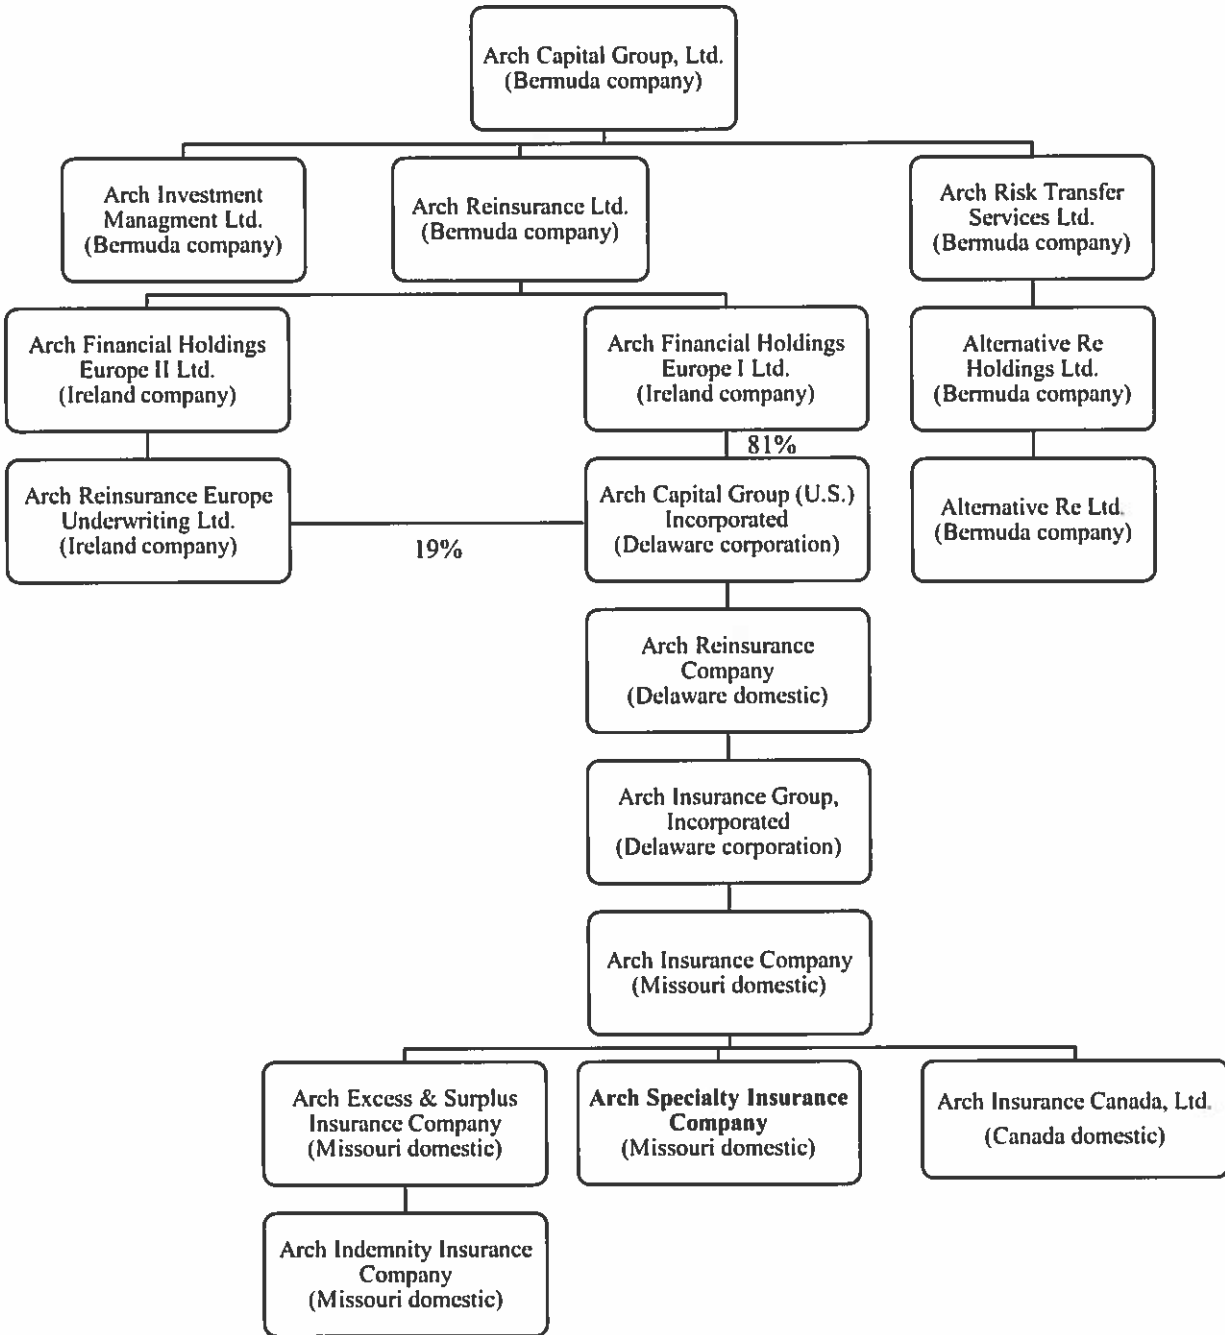 Arch Capital Group, Ltd.
(Bermuda company)
Arch Investment
Managment Ltd.
(Bermuda company)
Arch Reinsurance Ltd.
(Bermuda company)
Arch Risk Transfer
Services Ltd.
(Bermuda company)
Arch Financial Holdings
Europe II Ltd.
(Ireland company)
Arch Financial Holdings
Europe I Ltd.
(Ireland company)
Alternative Re
Holdings Ltd.
(Bermuda company)
81%
Arch Reinsurance Europe
Underwriting Ltd.
(Ireland company)
19%
Arch Capital Group (U.S.)
Incorporated
(Delaware corporation)
Alternative Re Ltd.
(Bermuda company)
Arch Reinsurance
Company
(Delaware domestic)
Arch Insurance Group,
Incorporated
(Delaware corporation)
Arch Insurance Company
(Missouri domestic)
Arch Excess & Surplus
Insurance Company
(Missouri domestic)
Arch Specialty Insurance
Company
(Missouri domestic)
Arch Insurance Canada, Ltd.
(Canada domestic)
Arch Indemnity Insurance
Company
(Missouri domestic)